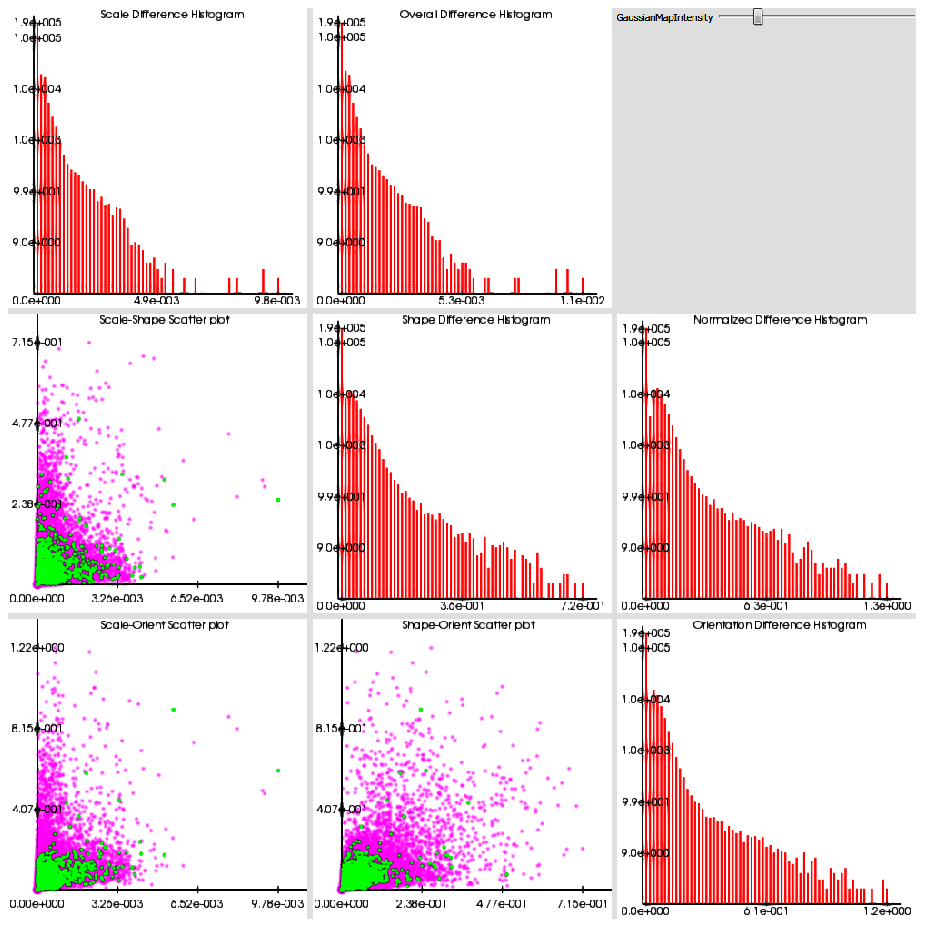 Scale Difference Histogram
1.9e+005
1.0e+005
1.0e+004
1.0e+003
9.9e+001
9.0e+000
0.0e+000 4.9e-003 9.8e-003
Overall Difference Histogram
1.9e+005
1.0e+005
1.0e+004
1.0e+003
9.9e+001
9.0e+000
0.0e+000 5.3e-003 1.1e-002
GaussianMapIntensity
Scale-Shape Scatter plot
7.15e-001
4.77e-001
2.38e-001
0.00e+000 3.26e-003 6.52e-003 9.78e-003
Shape Difference Histogram
1.9e+005
1.0e+005
1.0e+004
1.0e+003
9.9e+001
9.0e+000
0.0e+000 3.6e-001 7.2e-001
Normalized Difference Histogram
1.9e+005
1.0e+005
1.0e+004
1.0e+003
9.9e+001
9.0e+000
0.0e+000 6.3e-001 1.3e+000
Scale-Orient Scatter plot
1.22e+000
8.15e-001
4.07e-001
0.00e+000 3.26e-003 6.52e-003 9.78e-003
Shape-Orient Scatter plot
1.22e+000
8.15e-001
4.07e-001
0.00e+000 2.38e-001 4.77e-001 7.15e-001
Orientation Difference Histogram
1.9e+005
1.0e+005
1.0e+004
1.0e+003
9.9e+001
9.0e+000
0.0e+000 6.1e-001 1.2e+000